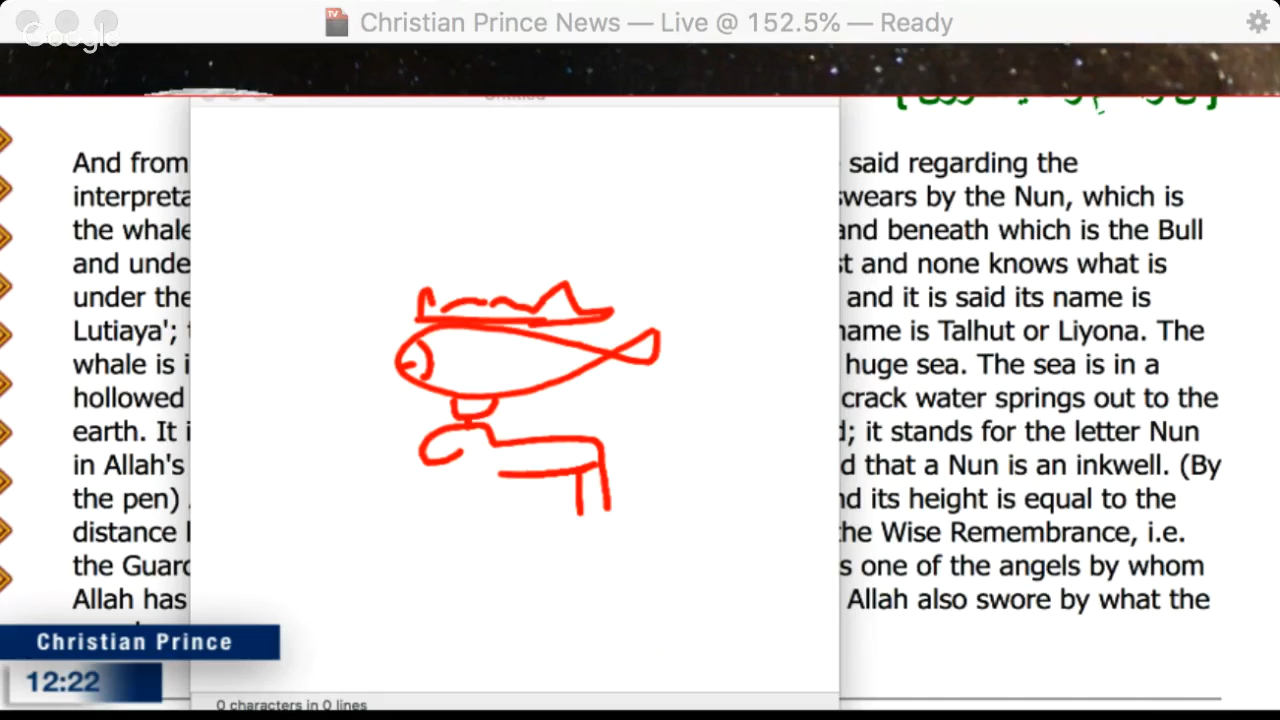 Christian Prince News — Live @ 152.5% — Ready
Google
Untitled
And from said regarding the
interpreta swears by the Nun, which is
the whale and beneath which is the Bull
and unde st and none knows what is
under the and it is said its name is
Lutiaya'; name is Talhut or Liyona. The
whale is i huge sea. The sea is in a
hollowed crack water springs out to the
earth. It i d; it stands for the letter Nun
in Allah's d that a Nun is an inkwell. (By
the pen) nd its height is equal to the
distance the Wise Remembrance, i.e.
the Guard s one of the angels by whom
Allah has Allah also swore by what the
Christian Prince
12:22
0 characters in 0 lines